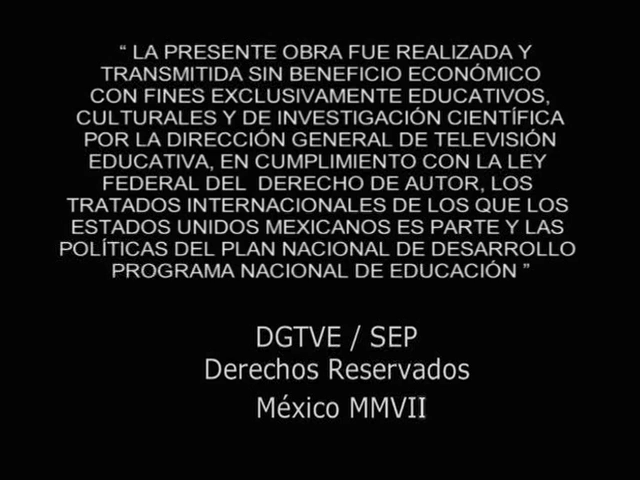 “ LA PRESENTE OBRA FUE REALIZADA Y
TRANSMITIDA SIN BENEFICIO ECONÓMICO
CON FINES EXCLUSIVAMENTE EDUCATIVOS,
CULTURALES Y DE INVESTIGACIÓN CIENTÍFICA
POR LA DIRECCIÓN GENERAL DE TELEVISIÓN
EDUCATIVA, EN CUMPLIMIENTO CON LA LEY
FEDERAL DEL DERECHO DE AUTOR, LOS
TRATADOS INTERNACIONALES DE LOS QUE LOS
ESTADOS UNIDOS MEXICANOS ES PARTE Y LAS
POLÍTICAS DEL PLAN NACIONAL DE DESARROLLO
PROGRAMA NACIONAL DE EDUCACIÓN ”
DGTVE / SEP
Derechos Reservados
México MMVII